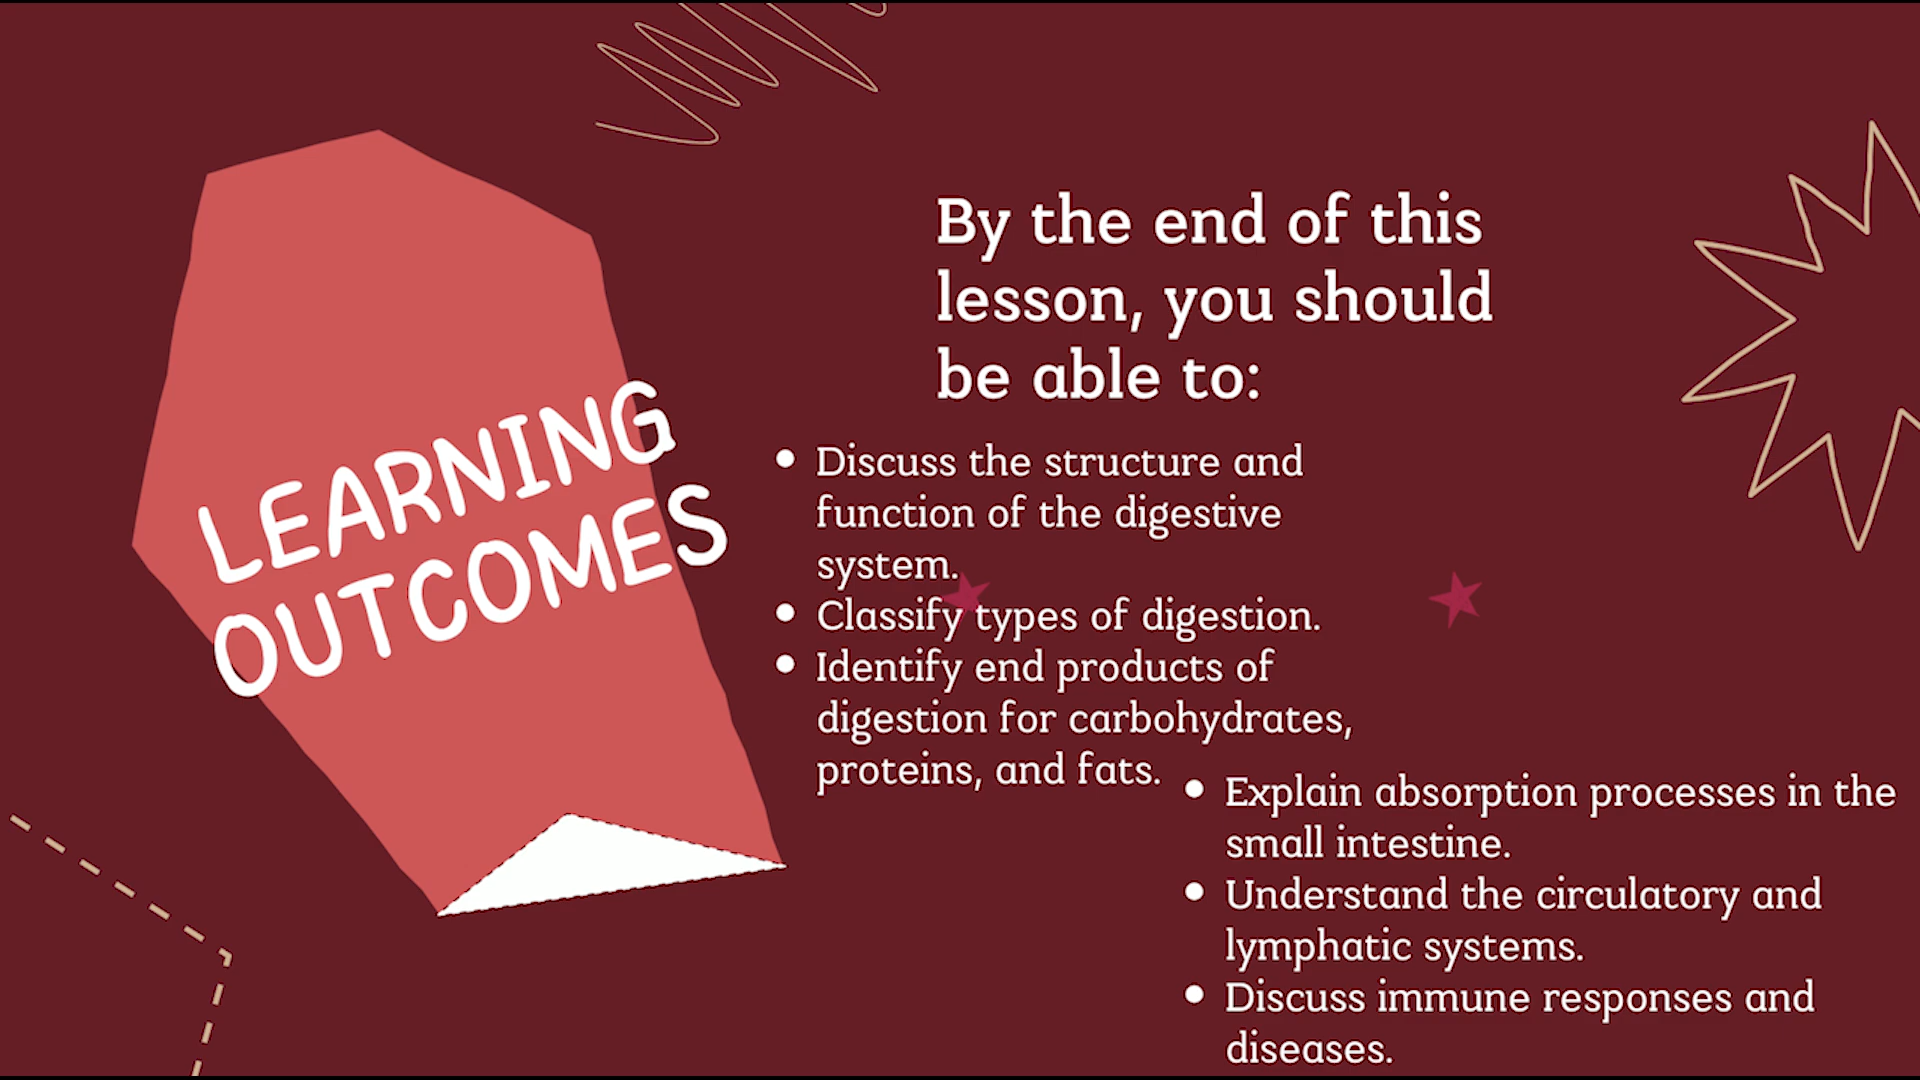 LEARNING
OUTCOMES
By the end of this
lesson, you should
be able to:
• Discuss the structure and
function of the digestive
system.
• Classify types of digestion.
• Identify end products of
digestion for carbohydrates,
proteins, and fats.
• Explain absorption processes in the
small intestine.
• Understand the circulatory and
lymphatic systems.
• Discuss immune responses and
diseases.